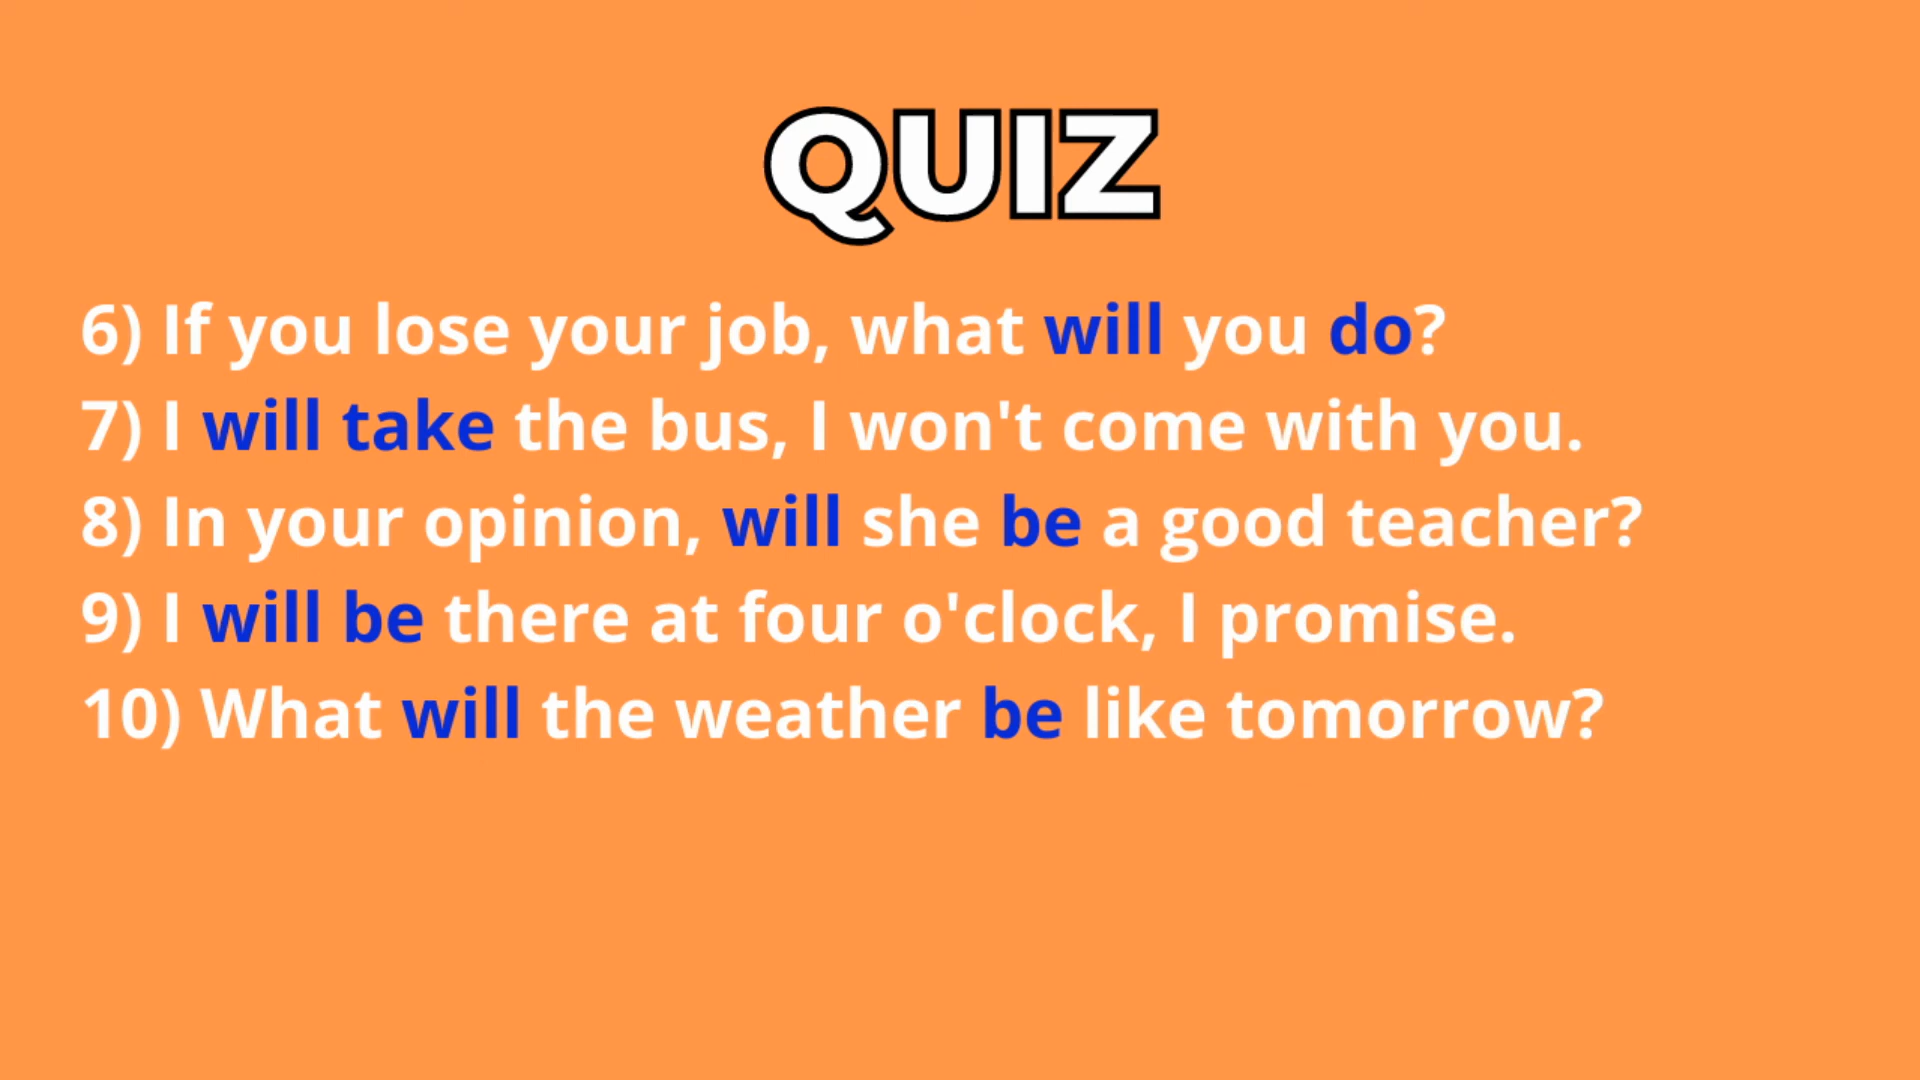 QUIZ
6) If you lose your job, what will you do?
7) I will take the bus, I won't come with you.
8) In your opinion, will she be a good teacher?
9) I will be there at four o'clock, I promise.
10) What will the weather be like tomorrow?